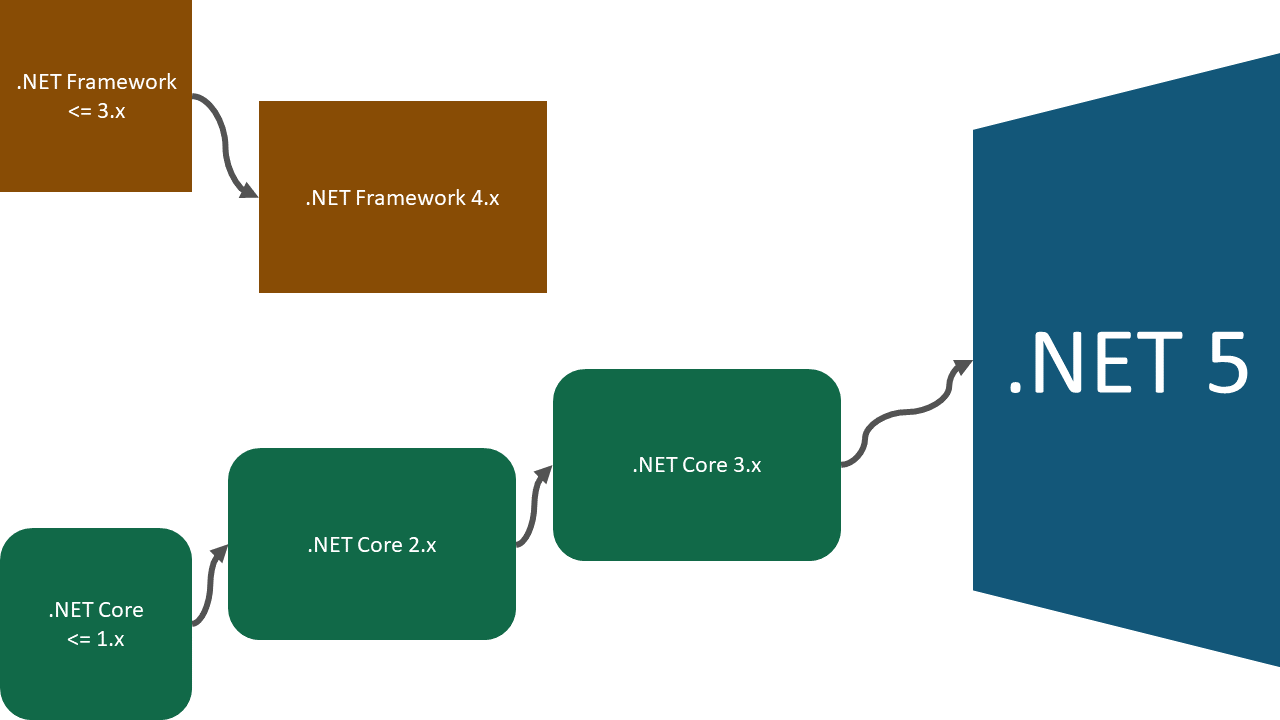 .NET Framework
<= 3.x
.NET Framework 4.x
.NET 5
.NET Core 3.x
.NET Core 2.x
.NET Core
<= 1.x